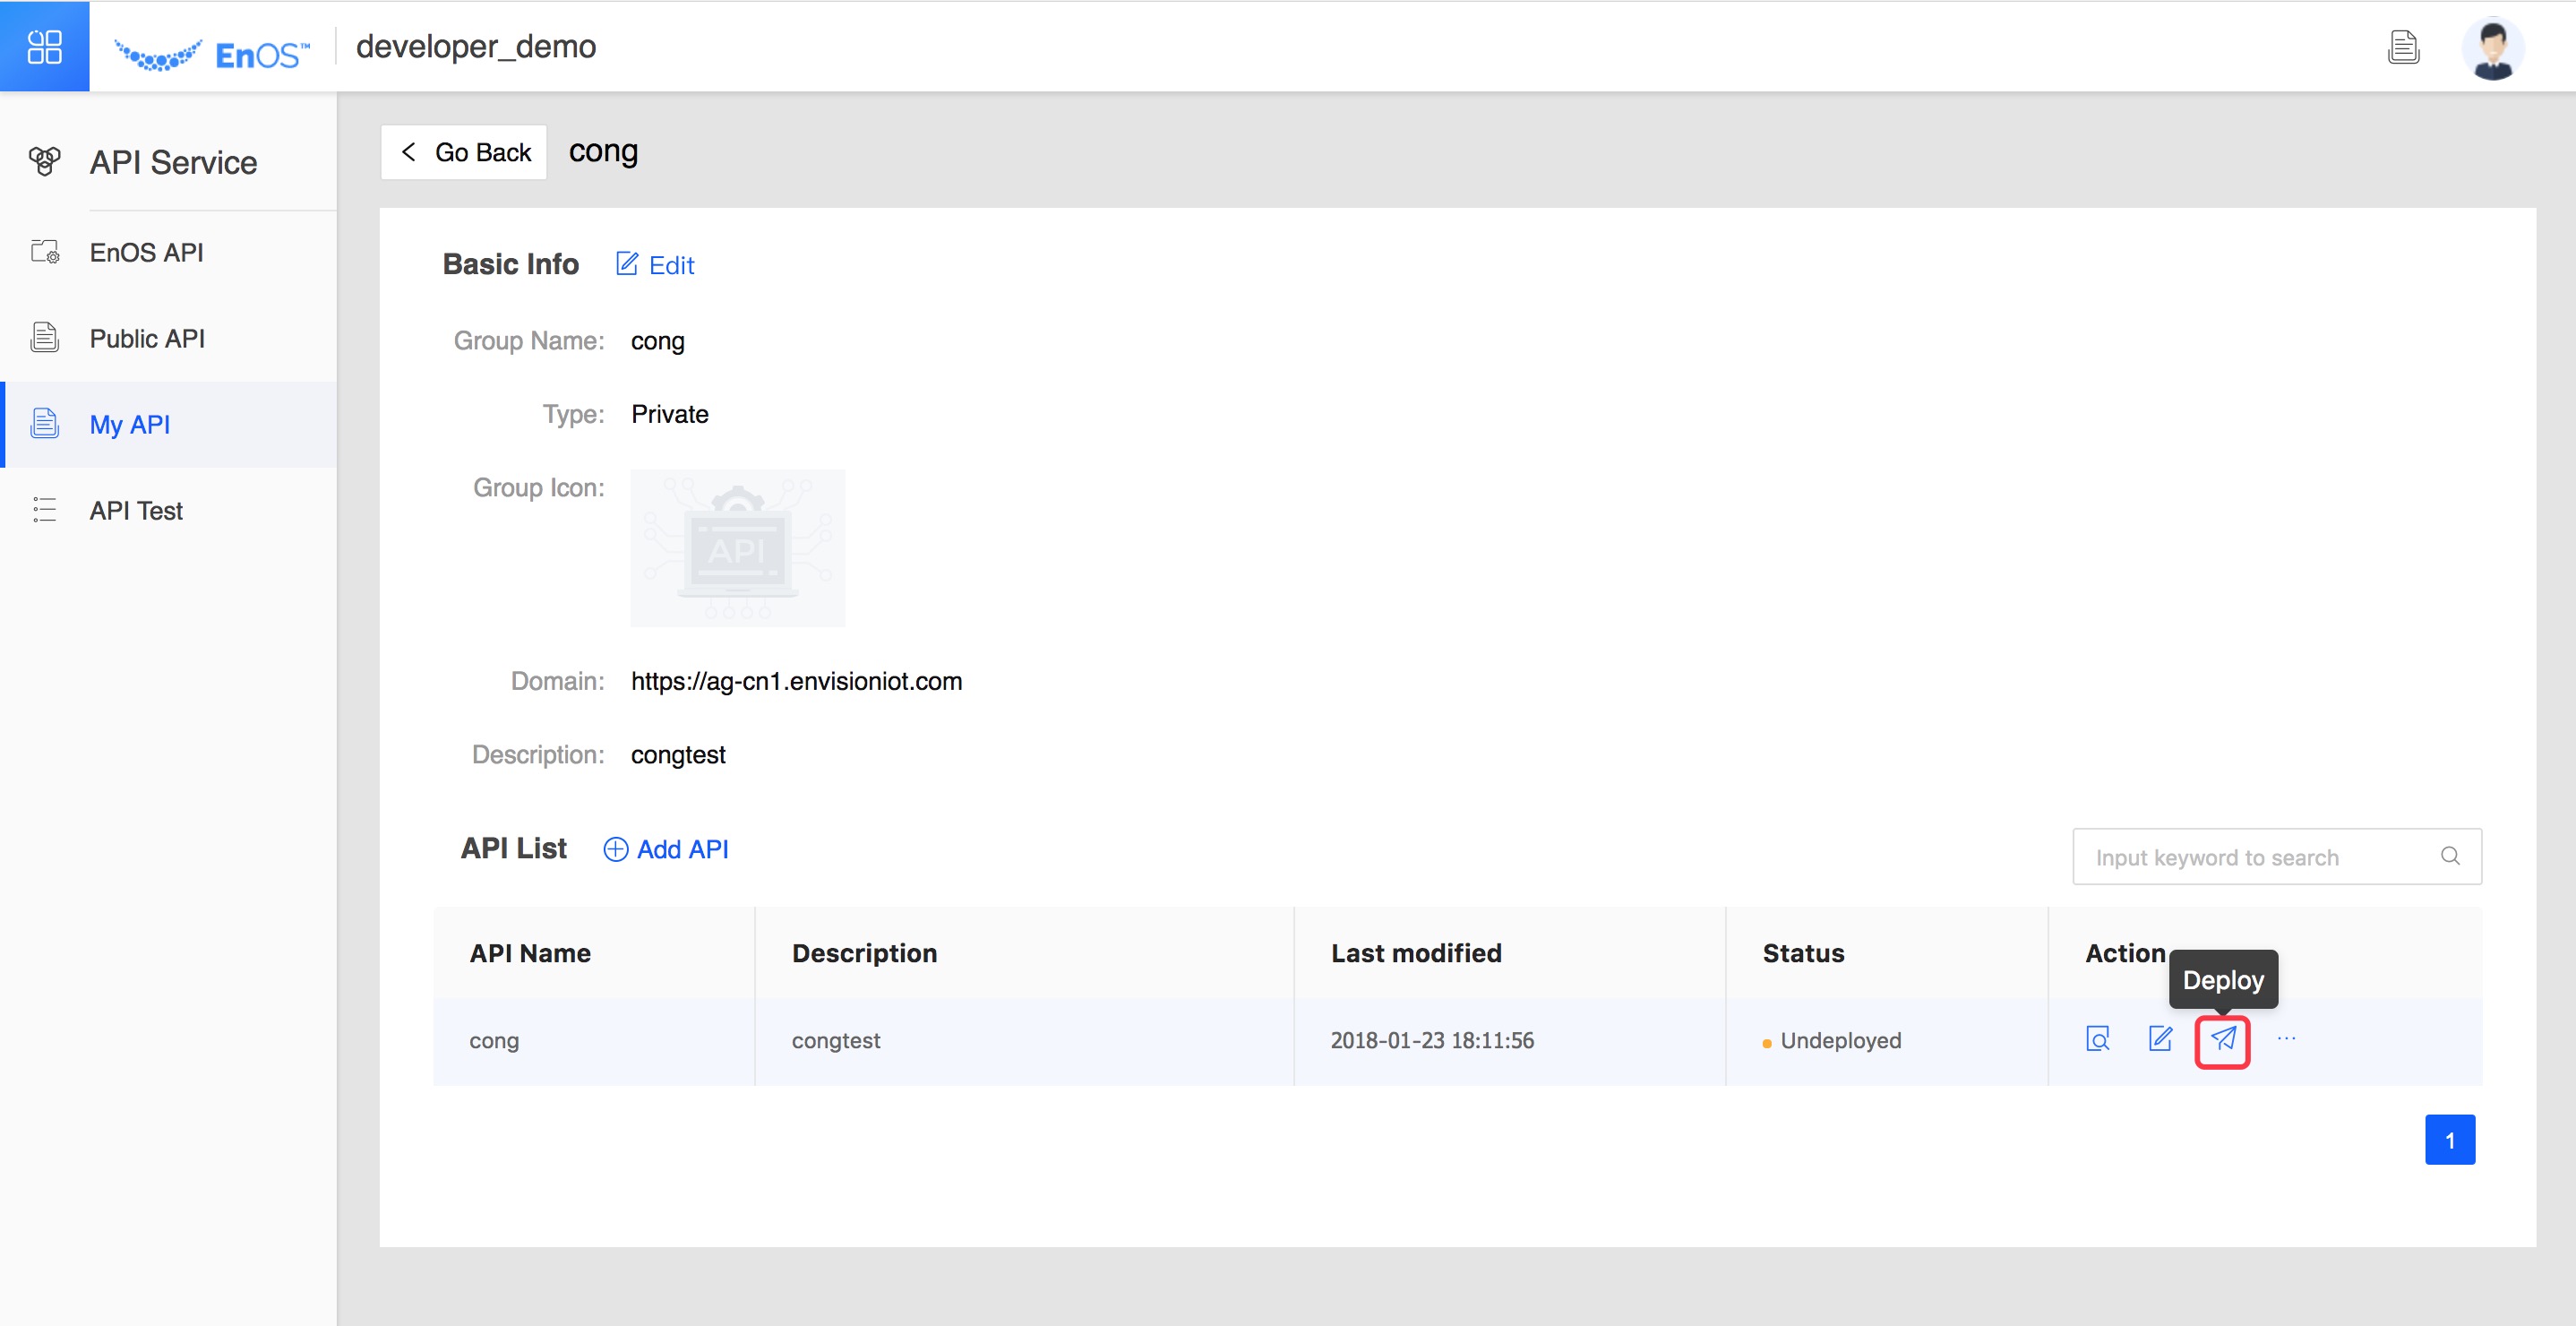 EnOS™ developer_demo
API Service
EnOS API
Public API
My API
API Test
Go Back cong
Basic Info Edit
Group Name: cong
Type: Private
Group Icon:
API
Domain: https://ag-cn1.envisioniot.com
Description: congtest
API List Add API
Input keyword to search
API Name Description Last modified Status Action
Deploy
cong congtest 2018-01-23 18:11:56 Undeployed
1